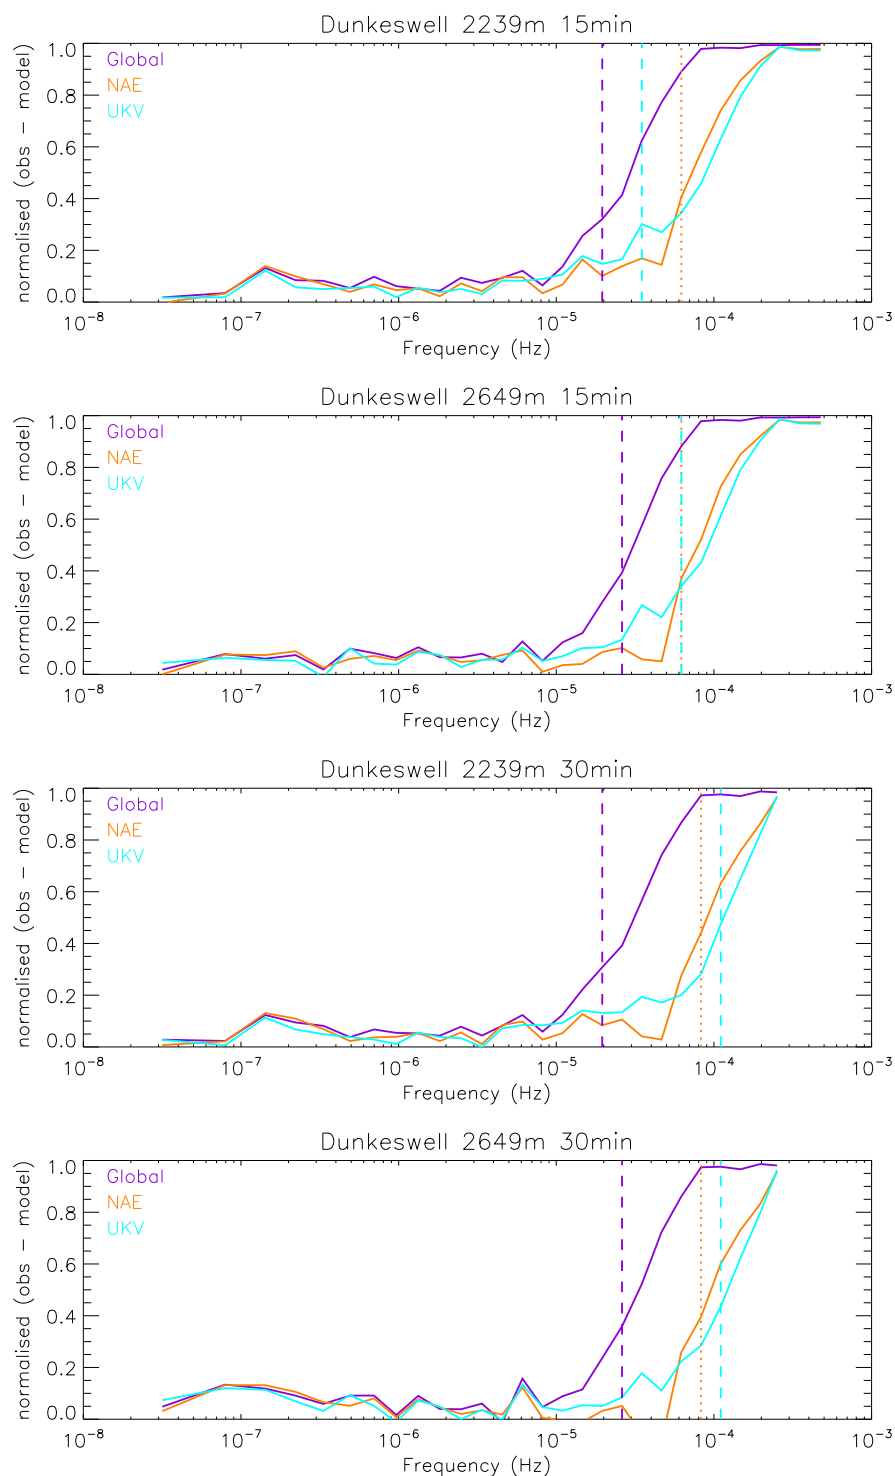 Dunkeswell 2239m 15min
normalised (obs − model)
1.0
0.8
0.6
0.4
0.2
0.0
Global
NAE
UKV
10⁻⁸ 10⁻⁷ 10⁻⁶ 10⁻⁵ 10⁻⁴ 10⁻³
Frequency (Hz)
Dunkeswell 2649m 15min
normalised (obs − model)
1.0
0.8
0.6
0.4
0.2
0.0
Global
NAE
UKV
10⁻⁸ 10⁻⁷ 10⁻⁶ 10⁻⁵ 10⁻⁴ 10⁻³
Frequency (Hz)
Dunkeswell 2239m 30min
normalised (obs − model)
1.0
0.8
0.6
0.4
0.2
0.0
Global
NAE
UKV
10⁻⁸ 10⁻⁷ 10⁻⁶ 10⁻⁵ 10⁻⁴ 10⁻³
Frequency (Hz)
Dunkeswell 2649m 30min
normalised (obs − model)
1.0
0.8
0.6
0.4
0.2
0.0
Global
NAE
UKV
10⁻⁸ 10⁻⁷ 10⁻⁶ 10⁻⁵ 10⁻⁴ 10⁻³
Frequency (Hz)